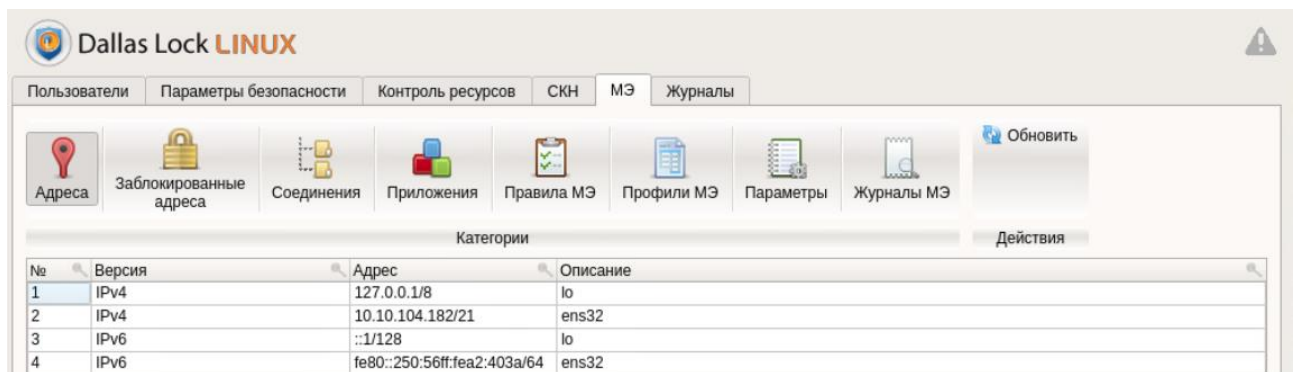 Dallas Lock LINUX
Пользователи Параметры безопасности Контроль ресурсов СКН МЭ Журналы
Адреса Заблокированные адреса Соединения Приложения Правила МЭ Профили МЭ Параметры Журналы МЭ Обновить
Категории Действия
№ Версия Адрес Описание
1 IPv4 127.0.0.1/8 lo
2 IPv4 10.10.104.182/21 ens32
3 IPv6 ::1/128 lo
4 IPv6 fe80::250:56ff:fea2:403a/64 ens32